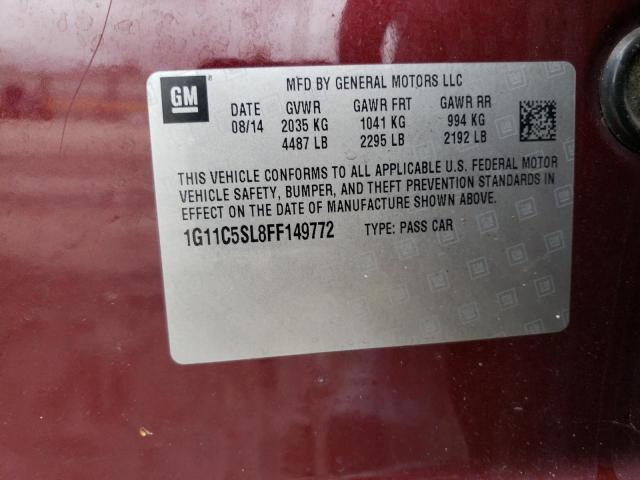 GM
MFD BY GENERAL MOTORS LLC
DATE GVWR GAWR FRT GAWR RR
08/14 2035 KG 1041 KG 994 KG
4487 LB 2295 LB 2192 LB
THIS VEHICLE CONFORMS TO ALL APPLICABLE U.S. FEDERAL MOTOR
VEHICLE SAFETY, BUMPER, AND THEFT PREVENTION STANDARDS IN
EFFECT ON THE DATE OF MANUFACTURE SHOWN ABOVE.
1G11C5SL8FF149772 TYPE: PASS CAR